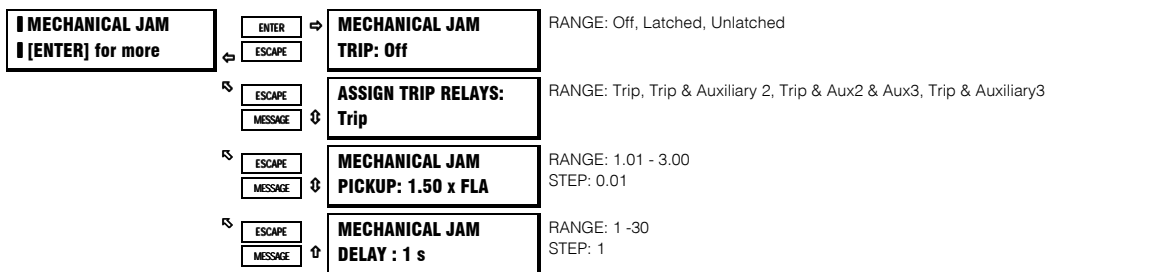 MECHANICAL JAM
[ENTER] for more
ENTER
ESCAPE
MECHANICAL JAM
TRIP: Off
RANGE: Off, Latched, Unlatched
ESCAPE
MESSAGE
ASSIGN TRIP RELAYS:
Trip
RANGE: Trip, Trip & Auxiliary 2, Trip & Aux2 & Aux3, Trip & Auxiliary3
ESCAPE
MESSAGE
MECHANICAL JAM
PICKUP: 1.50 x FLA
RANGE: 1.01 - 3.00
STEP: 0.01
ESCAPE
MESSAGE
MECHANICAL JAM
DELAY : 1 s
RANGE: 1 -30
STEP: 1